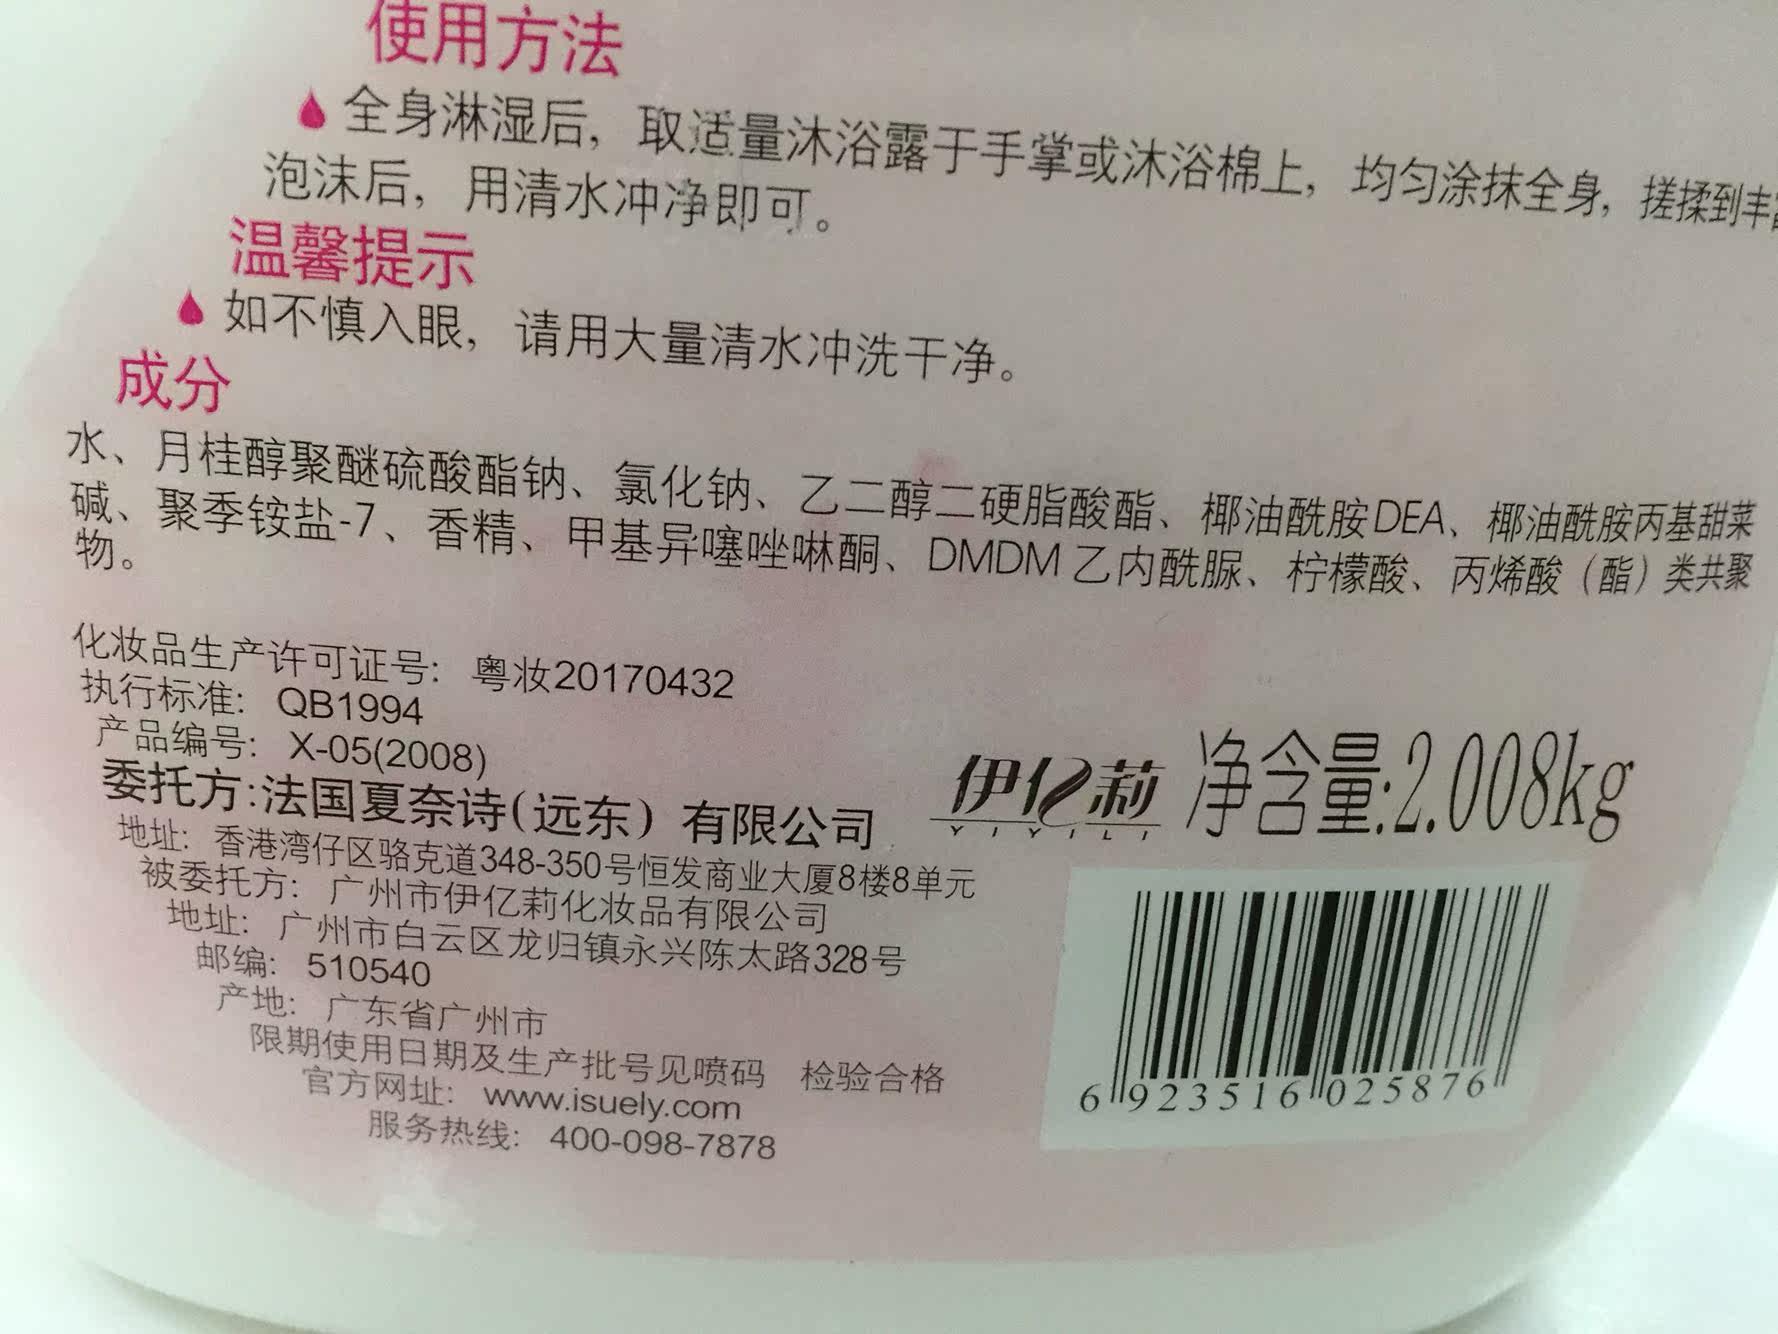 使用方法
全身淋湿后，取适量沐浴露于手掌或沐浴棉上，均匀涂抹全身，搓揉到丰富
泡沫后，用清水冲净即可。
温馨提示
如不慎入眼，请用大量清水冲洗干净。
成分
水、月桂醇聚醚硫酸酯钠、氯化钠、乙二醇二硬脂酸酯、椰油酰胺DEA、椰油酰胺丙基甜菜
碱、聚季铵盐-7、香精、甲基异噻唑啉酮、DMDM乙内酰脲、柠檬酸、丙烯酸（酯）类共聚
物。
化妆品生产许可证号：粤妆20170432
执行标准：QB1994
产品编号：X-05(2008)
委托方:法国夏奈诗（远东）有限公司
地址：香港湾仔区骆克道348-350号恒发商业大厦8楼8单元
被委托方：广州市伊亿莉化妆品有限公司
地址：广州市白云区龙归镇永兴陈太路328号
邮编：510540
产地：广东省广州市
限期使用日期及生产批号见喷码 检验合格
官方网址：www.isuely.com
服务热线：400-098-7878
伊亿莉 净含量:2.008kg
YIYILI
6 923516 025876